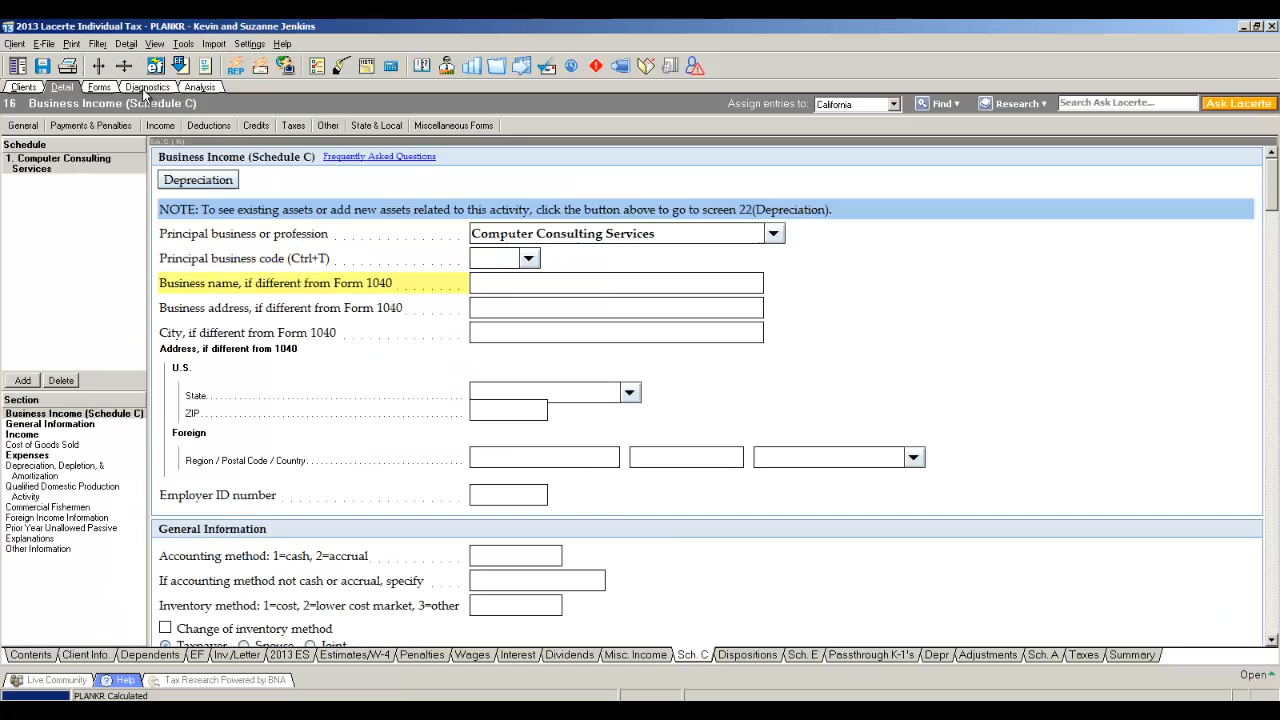 2013 Lacerte Individual Tax - PLANKR - Kevin and Suzanne Jenkins
Client E-File Print Filter Detail View Tools Import Settings Help
REP
Clients Detail Forms Diagnostics Analysis
16 Business Income (Schedule C) Assign entries to: California Find Research Search Ask Lacerte Ask Lacerte
General Payments & Penalties Income Deductions Credits Taxes Other State & Local Miscellaneous Forms
Schedule
1. Computer Consulting
Services
Add Delete
Section
Business Income (Schedule C)
General Information
Income
Cost of Goods Sold
Expenses
Depreciation, Depletion, &
Amortization
Qualified Domestic Production
Activity
Commercial Fishermen
Foreign Income Information
Prior Year Unallowed Passive
Explanations
Other Information
Sch. C (16)
Business Income (Schedule C) Frequently Asked Questions
Depreciation
NOTE: To see existing assets or add new assets related to this activity, click the button above to go to screen 22(Depreciation).
Principal business or profession Computer Consulting Services
Principal business code (Ctrl+T)
Business name, if different from Form 1040
Business address, if different from Form 1040
City, if different from Form 1040
Address, if different from 1040
U.S.
State
ZIP
Foreign
Region / Postal Code / Country
Employer ID number
General Information
Accounting method: 1=cash, 2=accrual
If accounting method not cash or accrual, specify
Inventory method: 1=cost, 2=lower cost market, 3=other
Change of inventory method
Taxpayer Spouse Joint
Contents Client Info. Dependents EF Inv./Letter 2013 ES Estimates/W-4 Penalties Wages Interest Dividends Misc. Income Sch. C Dispositions Sch. E Passthrough K-1's Depr Adjustments Sch. A Taxes Summary
Live Community Help Tax Research Powered by BNA Open
PLANKR Calculated